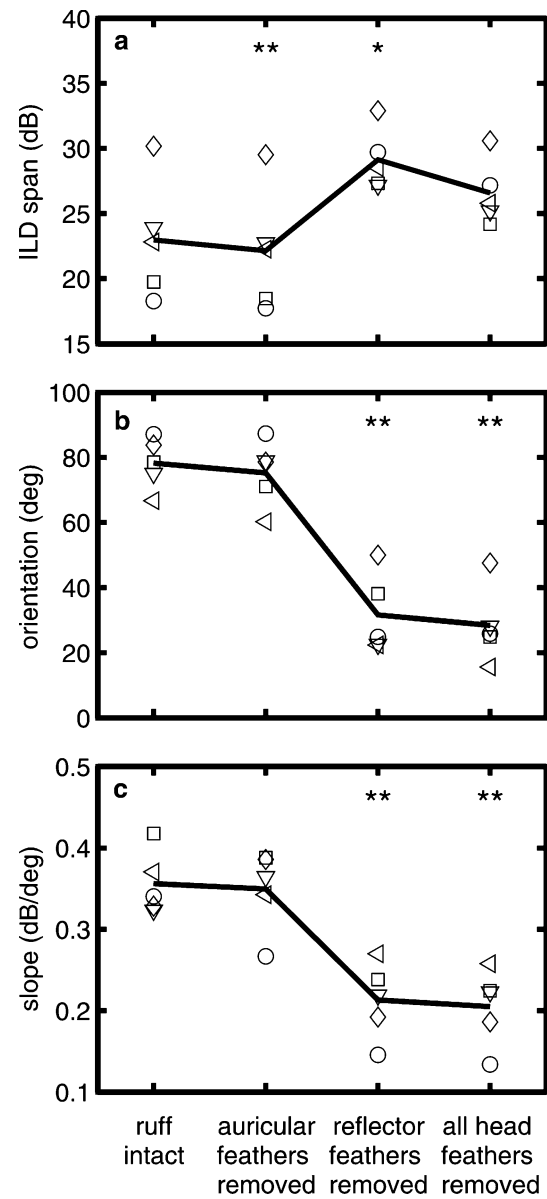 40
a
**
*
35
30
25
20
15
ILD span (dB)
100
b
**
**
80
60
40
20
0
orientation (deg)
0.5
c
**
**
0.4
0.3
0.2
0.1
slope (dB/deg)
ruff
intact
auricular
feathers
removed
reflector
feathers
removed
all head
feathers
removed